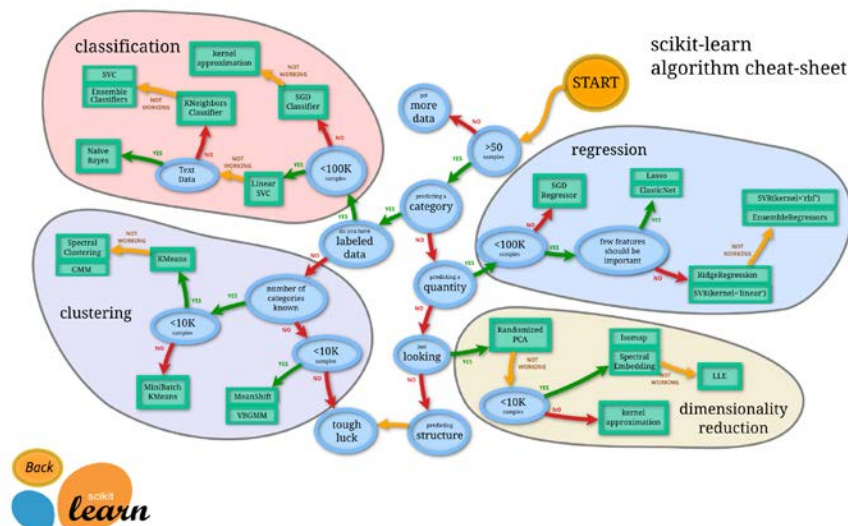 scikit-learn
algorithm cheat-sheet
START
classification
kernel
approximation
NOT
WORKING
SVC
Ensemble
Classifiers
NOT
WORKING
KNeighbors
Classifier
SGD
Classifier
NO
Naive
Bayes
YES
Text
Data
NO
NOT
WORKING
Linear
SVC
YES
<100K
samples
YES
get
more
data
NO
>50
samples
YES
predicting a
category
YES
NO
do you have
labeled
data
NO
predicting a
quantity
YES
NO
regression
SGD
Regressor
NO
<100K
samples
YES
Lasso
ElasticNet
YES
few features
should be
important
NO
SVR(kernel='rbf')
EnsembleRegressors
NOT
WORKING
RidgeRegression
SVR(kernel='linear')
clustering
Spectral
Clustering
GMM
NOT
WORKING
KMeans
YES
<10K
samples
NO
MiniBatch
KMeans
YES
number of
categories
known
NO
<10K
samples
YES
NO
MeanShift
VBGMM
tough
luck
just
looking
YES
NO
predicting
structure
Randomized
PCA
NOT
WORKING
<10K
samples
YES
NO
Isomap
Spectral
Embedding
NOT
WORKING
LLE
kernel
approximation
dimensionality
reduction
Back
scikit
learn